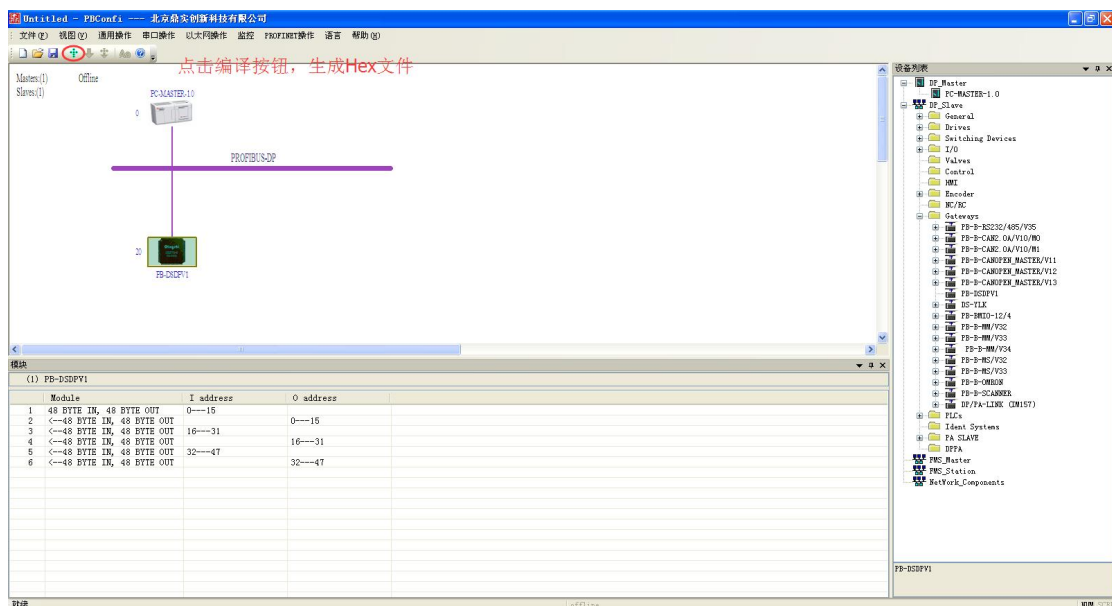 Untitled - PBConfi --- 北京鼎实创新科技有限公司
文件(F) 视图(V) 通用操作 串口操作 以太网操作 监控 PROFINET操作 语言 帮助(H)
点击编译按钮，生成Hex文件
Masters:(1) Offline
Slaves:(1)
PC-MASTER-1.0
0
PROFIBUS-DP
20
PB-DSDPV1
模块
(1) PB-DSDPV1
Module I address O address
1 48 BYTE IN, 48 BYTE OUT 0---15
2 <--48 BYTE IN, 48 BYTE OUT 0---15
3 <--48 BYTE IN, 48 BYTE OUT 16---31
4 <--48 BYTE IN, 48 BYTE OUT 16---31
5 <--48 BYTE IN, 48 BYTE OUT 32---47
6 <--48 BYTE IN, 48 BYTE OUT 32---47
设备列表
DP_Master
PC-MASTER-1.0
DP_Slave
General
Drives
Switching Devices
I/O
Valves
Control
HMI
Encoder
NC/RC
Gateways
PB-B-RS232/485/V35
PB-B-CAN2.0A/V10/M0
PB-B-CAN2.0A/V10/M1
PB-B-CANOPEN_MASTER/V11
PB-B-CANOPEN_MASTER/V12
PB-B-CANOPEN_MASTER/V13
PB-DSDPV1
DS-YLK
PB-BMIO-12/4
PB-B-MM/V32
PB-B-MM/V33
PB-B-MM/V34
PB-B-MS/V32
PB-B-MS/V33
PB-B-OMRON
PB-B-SCANNER
DP/PA-LINK (IM157)
PLCs
Ident Systems
PA SLAVE
DPPA
FMS_Master
FMS_Station
NetWork_Components
PB-DSDPV1
就绪 offline NUM